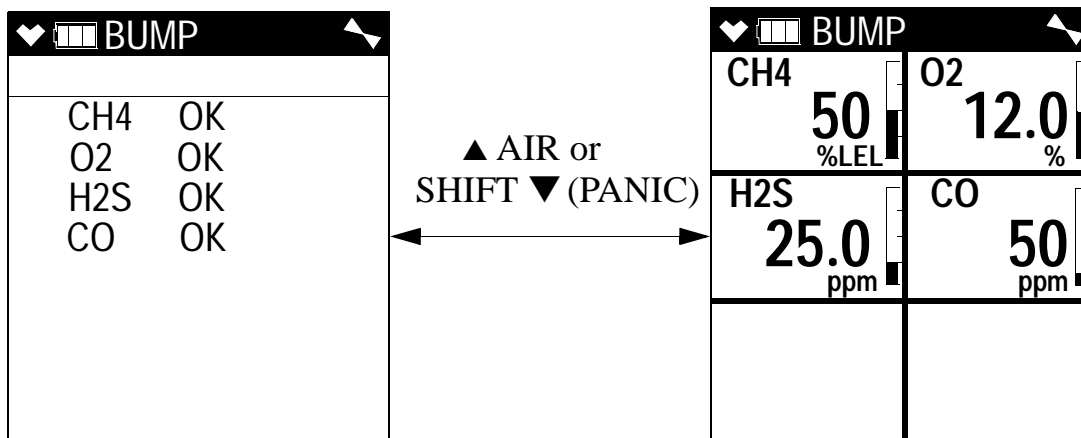 BUMP
CH4 OK
O2 OK
H2S OK
CO OK
▲ AIR or
SHIFT ▼ (PANIC)
BUMP
CH4
50
%LEL
O2
12.0
%
H2S
25.0
ppm
CO
50
ppm